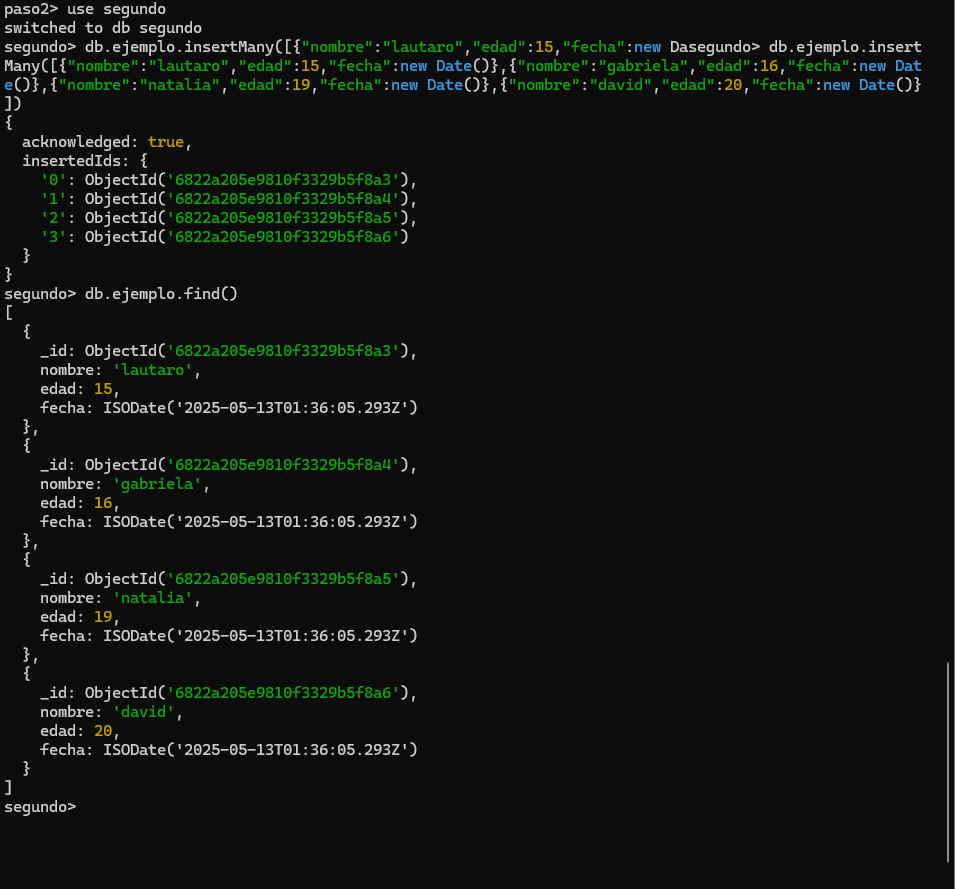 paso2> use segundo
switched to db segundo
segundo> db.ejemplo.insertMany([{"nombre":"lautaro","edad":15,"fecha":new Dasegundo> db.ejemplo.insert
Many([{"nombre":"lautaro","edad":15,"fecha":new Date()},{"nombre":"gabriela","edad":16,"fecha":new Dat
e()},{"nombre":"natalia","edad":19,"fecha":new Date()},{"nombre":"david","edad":20,"fecha":new Date()}
])
{
  acknowledged: true,
  insertedIds: {
    '0': ObjectId('6822a205e9810f3329b5f8a3'),
    '1': ObjectId('6822a205e9810f3329b5f8a4'),
    '2': ObjectId('6822a205e9810f3329b5f8a5'),
    '3': ObjectId('6822a205e9810f3329b5f8a6')
  }
}
segundo> db.ejemplo.find()
[
  {
    _id: ObjectId('6822a205e9810f3329b5f8a3'),
    nombre: 'lautaro',
    edad: 15,
    fecha: ISODate('2025-05-13T01:36:05.293Z')
  },
  {
    _id: ObjectId('6822a205e9810f3329b5f8a4'),
    nombre: 'gabriela',
    edad: 16,
    fecha: ISODate('2025-05-13T01:36:05.293Z')
  },
  {
    _id: ObjectId('6822a205e9810f3329b5f8a5'),
    nombre: 'natalia',
    edad: 19,
    fecha: ISODate('2025-05-13T01:36:05.293Z')
  },
  {
    _id: ObjectId('6822a205e9810f3329b5f8a6'),
    nombre: 'david',
    edad: 20,
    fecha: ISODate('2025-05-13T01:36:05.293Z')
  }
]
segundo>